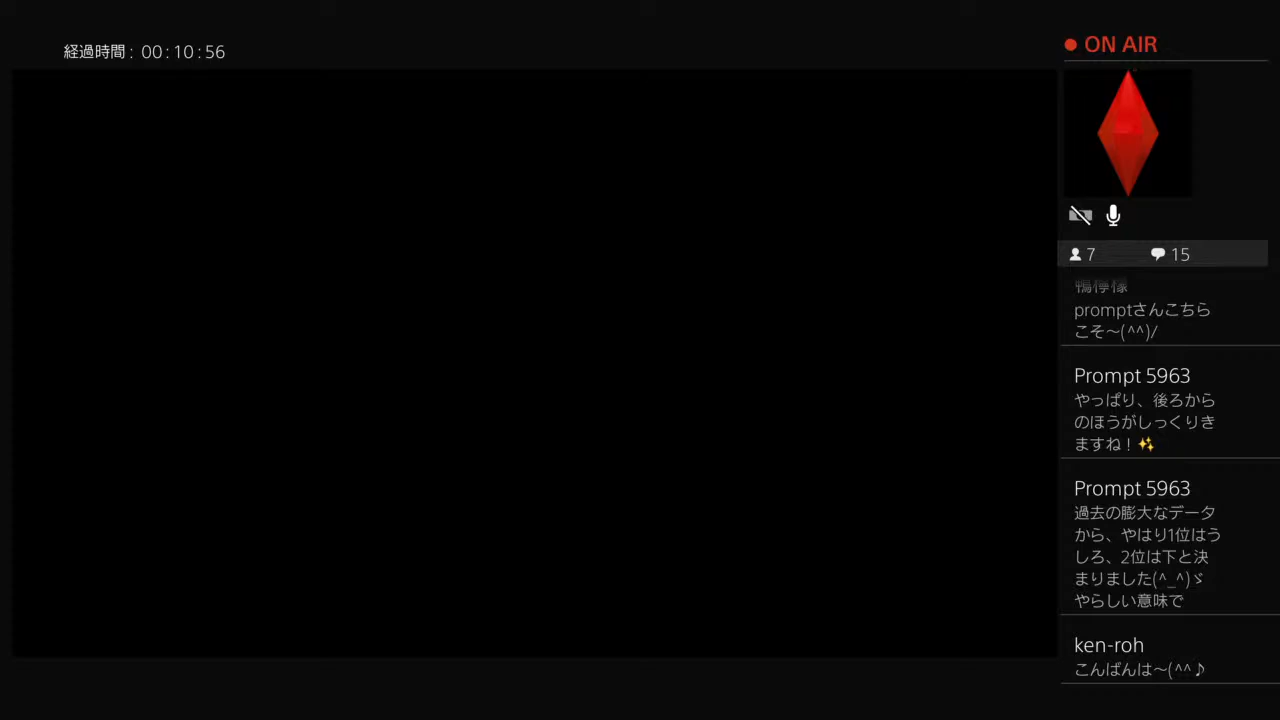 経過時間: 00:10:56
ON AIR
7
15
鴨檸檬
promptさんこちら
こそ〜(^^)/
Prompt 5963
やっぱり、後ろから
のほうがしっくりき
ますね！✨
Prompt 5963
過去の膨大なデータ
から、やはり1位はう
しろ、2位は下と決
まりました(^_^)ゞ
やらしい意味で
ken-roh
こんばんは〜(^^♪